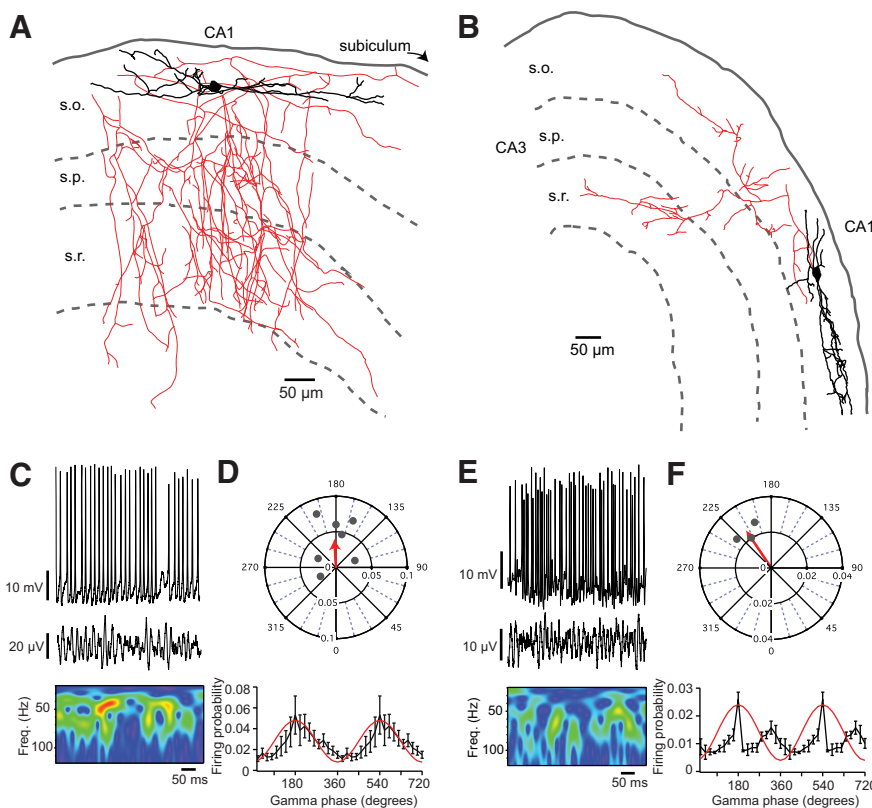 A
CA1
subiculum
s.o.
s.p.
s.r.
50 µm
B
s.o.
s.p.
CA3
s.r.
CA1
50 µm
C
10 mV
20 µV
Freq. (Hz)
50
100
50 ms
D
180
225
135
270
0
0.05
0.1
90
0.05
315
0.1
45
0
Firing probability
0.08
0.06
0.04
0.02
0
180
360
540
720
Gamma phase (degrees)
E
10 mV
10 µV
Freq. (Hz)
50
100
50 ms
F
180
225
135
270
0
0.02
0.04
90
0.02
315
0.04
45
0
Firing probability
0.03
0.02
0.01
0
180
360
540
720
Gamma phase (degrees)